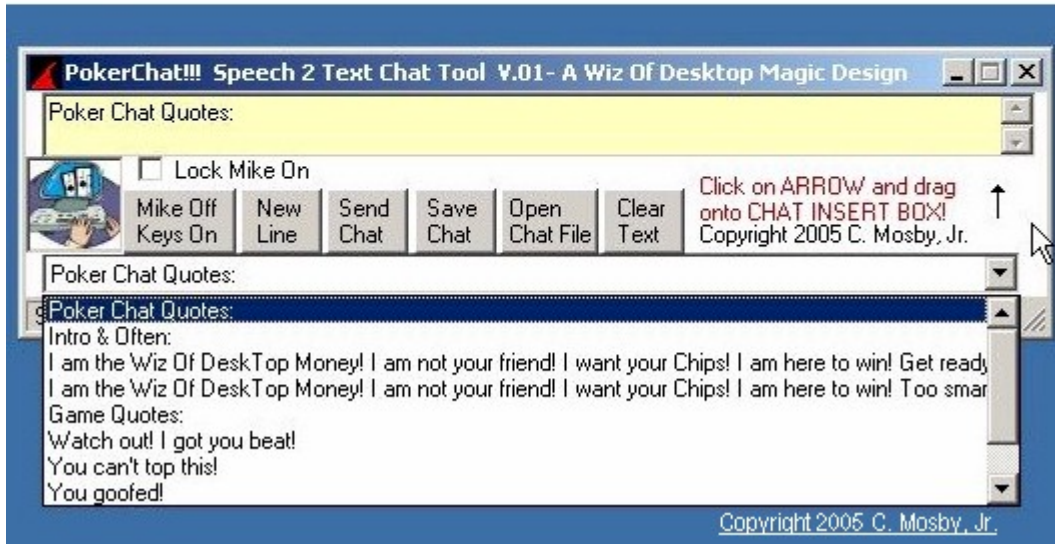 PokerChat!!! Speech 2 Text Chat Tool V.01- A Wiz Of Desktop Magic Design
Poker Chat Quotes:
Lock Mike On
Mike Off Keys On
New Line
Send Chat
Save Chat
Open Chat File
Clear Text
Click on ARROW and drag
onto CHAT INSERT BOX!
Copyright 2005 C. Mosby, Jr.
Poker Chat Quotes:
Poker Chat Quotes:
Intro & Often:
I am the Wiz Of DeskTop Money! I am not your friend! I want your Chips! I am here to win! Get ready
I am the Wiz Of DeskTop Money! I am not your friend! I want your Chips! I am here to win! Too smar
Game Quotes:
Watch out! I got you beat!
You can't top this!
You goofed!
Copyright 2005 C. Mosby, Jr.